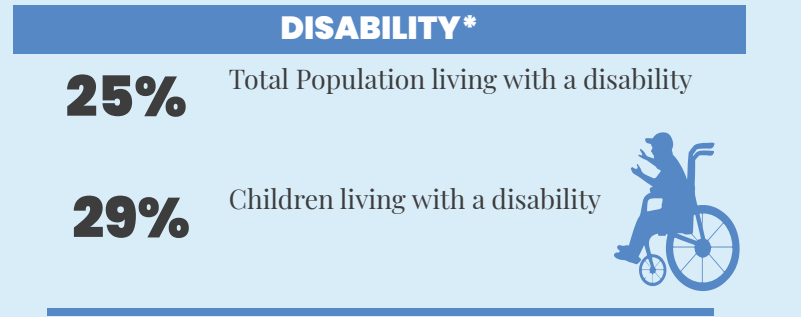 DISABILITY*
25% Total Population living with a disability
29% Children living with a disability